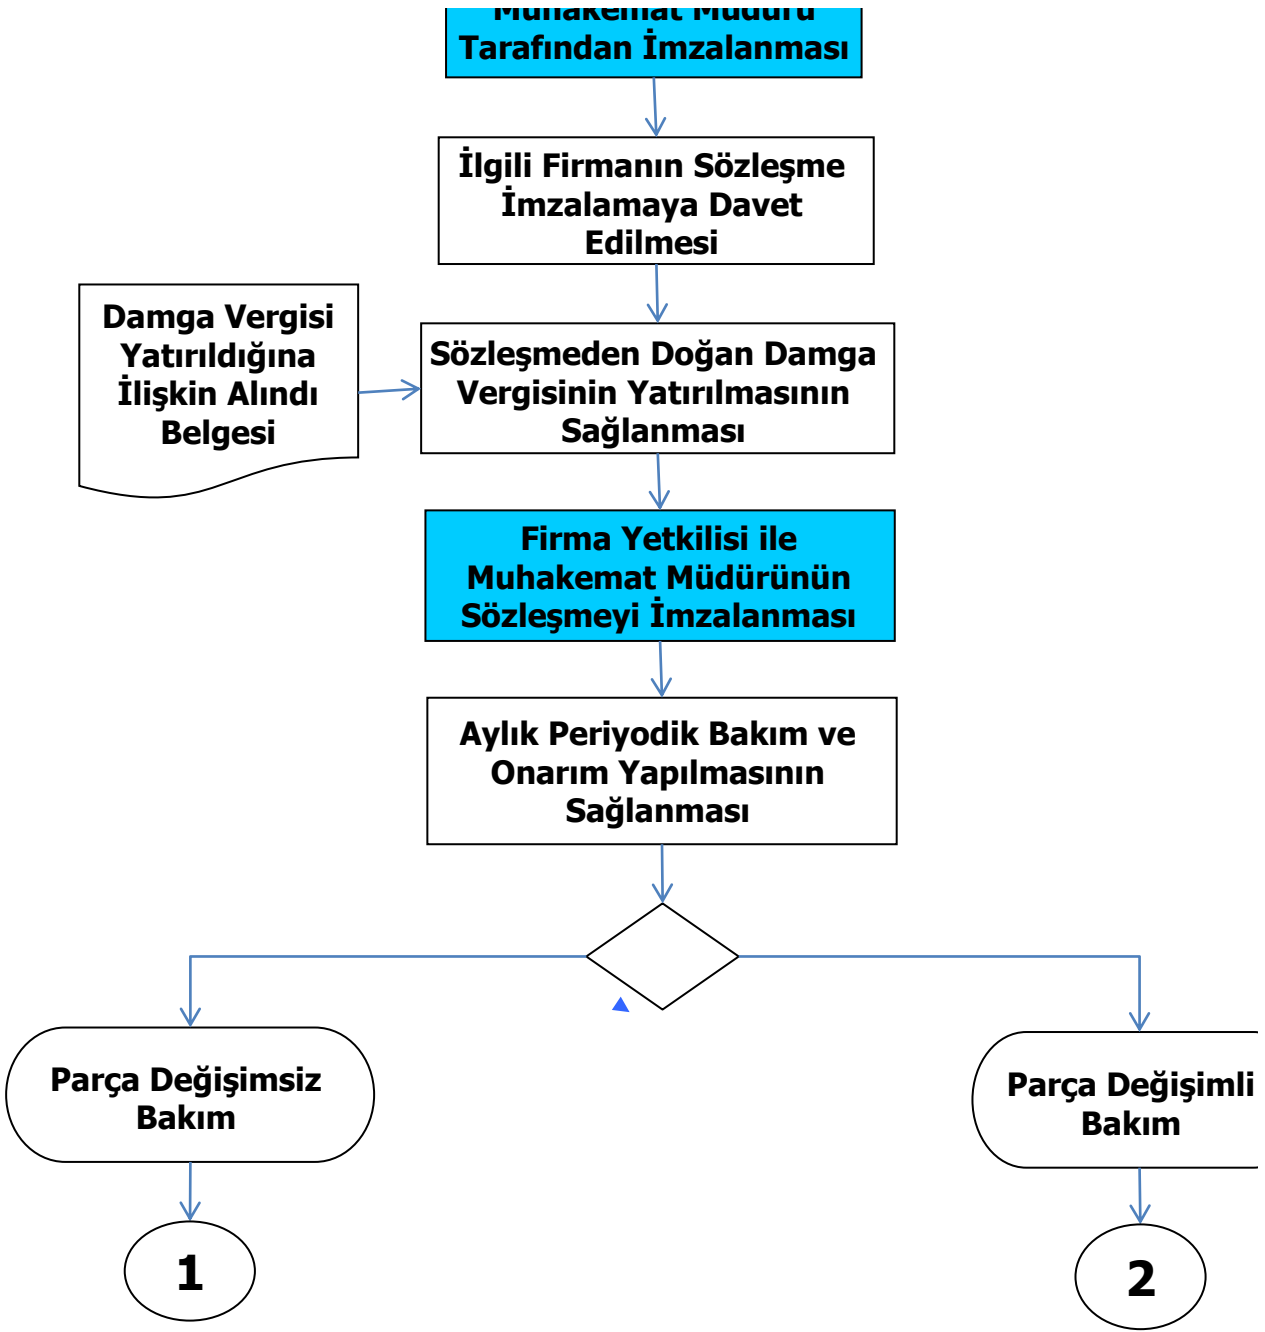 Muhakemat Müdürü
Tarafından İmzalanması
İlgili Firmanın Sözleşme
İmzalamaya Davet
Edilmesi
Damga Vergisi
Yatırıldığına
İlişkin Alındı
Belgesi
Sözleşmeden Doğan Damga
Vergisinin Yatırılmasının
Sağlanması
Firma Yetkilisi ile
Muhakemat Müdürünün
Sözleşmeyi İmzalanması
Aylık Periyodik Bakım ve
Onarım Yapılmasının
Sağlanması
Parça Değişimsiz
Bakım
Parça Değişimli
Bakım
1
2